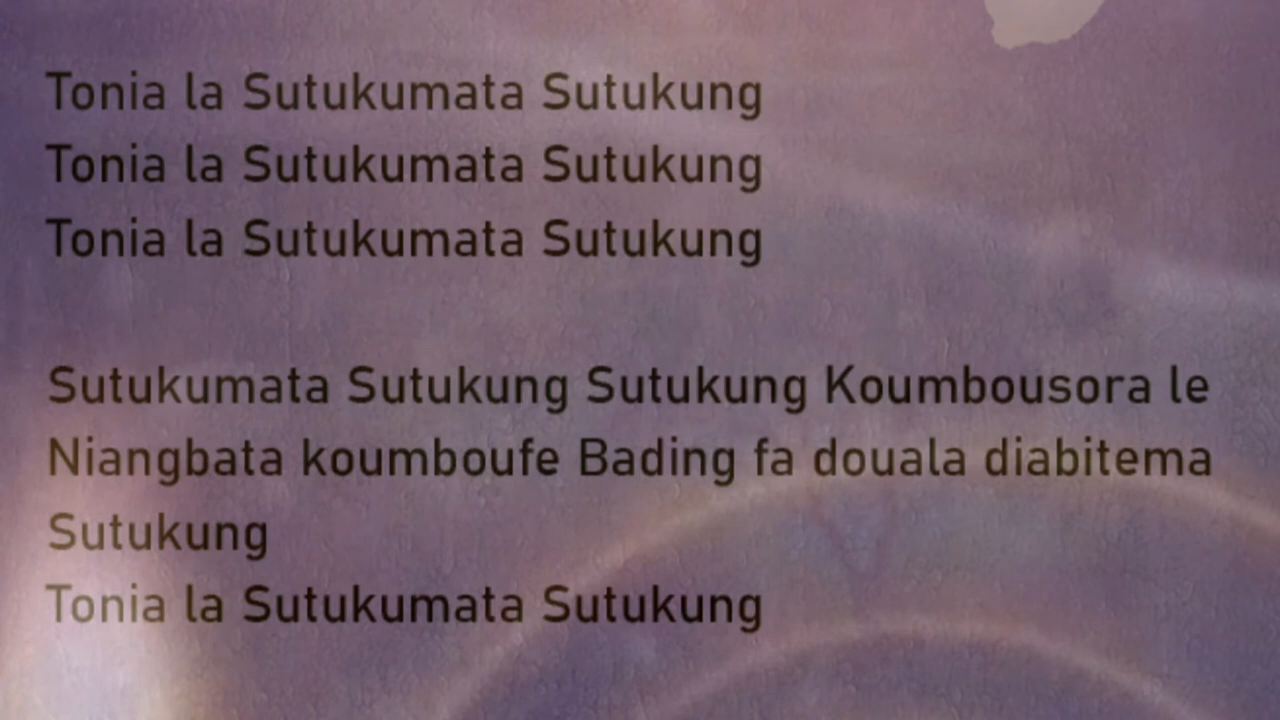 Tonia la Sutukumata Sutukung
Tonia la Sutukumata Sutukung
Tonia la Sutukumata Sutukung
Sutukumata Sutukung Sutukung Koumbousora le
Niangbata koumboufe Bading fa douala diabitema
Sutukung
Tonia la Sutukumata Sutukung